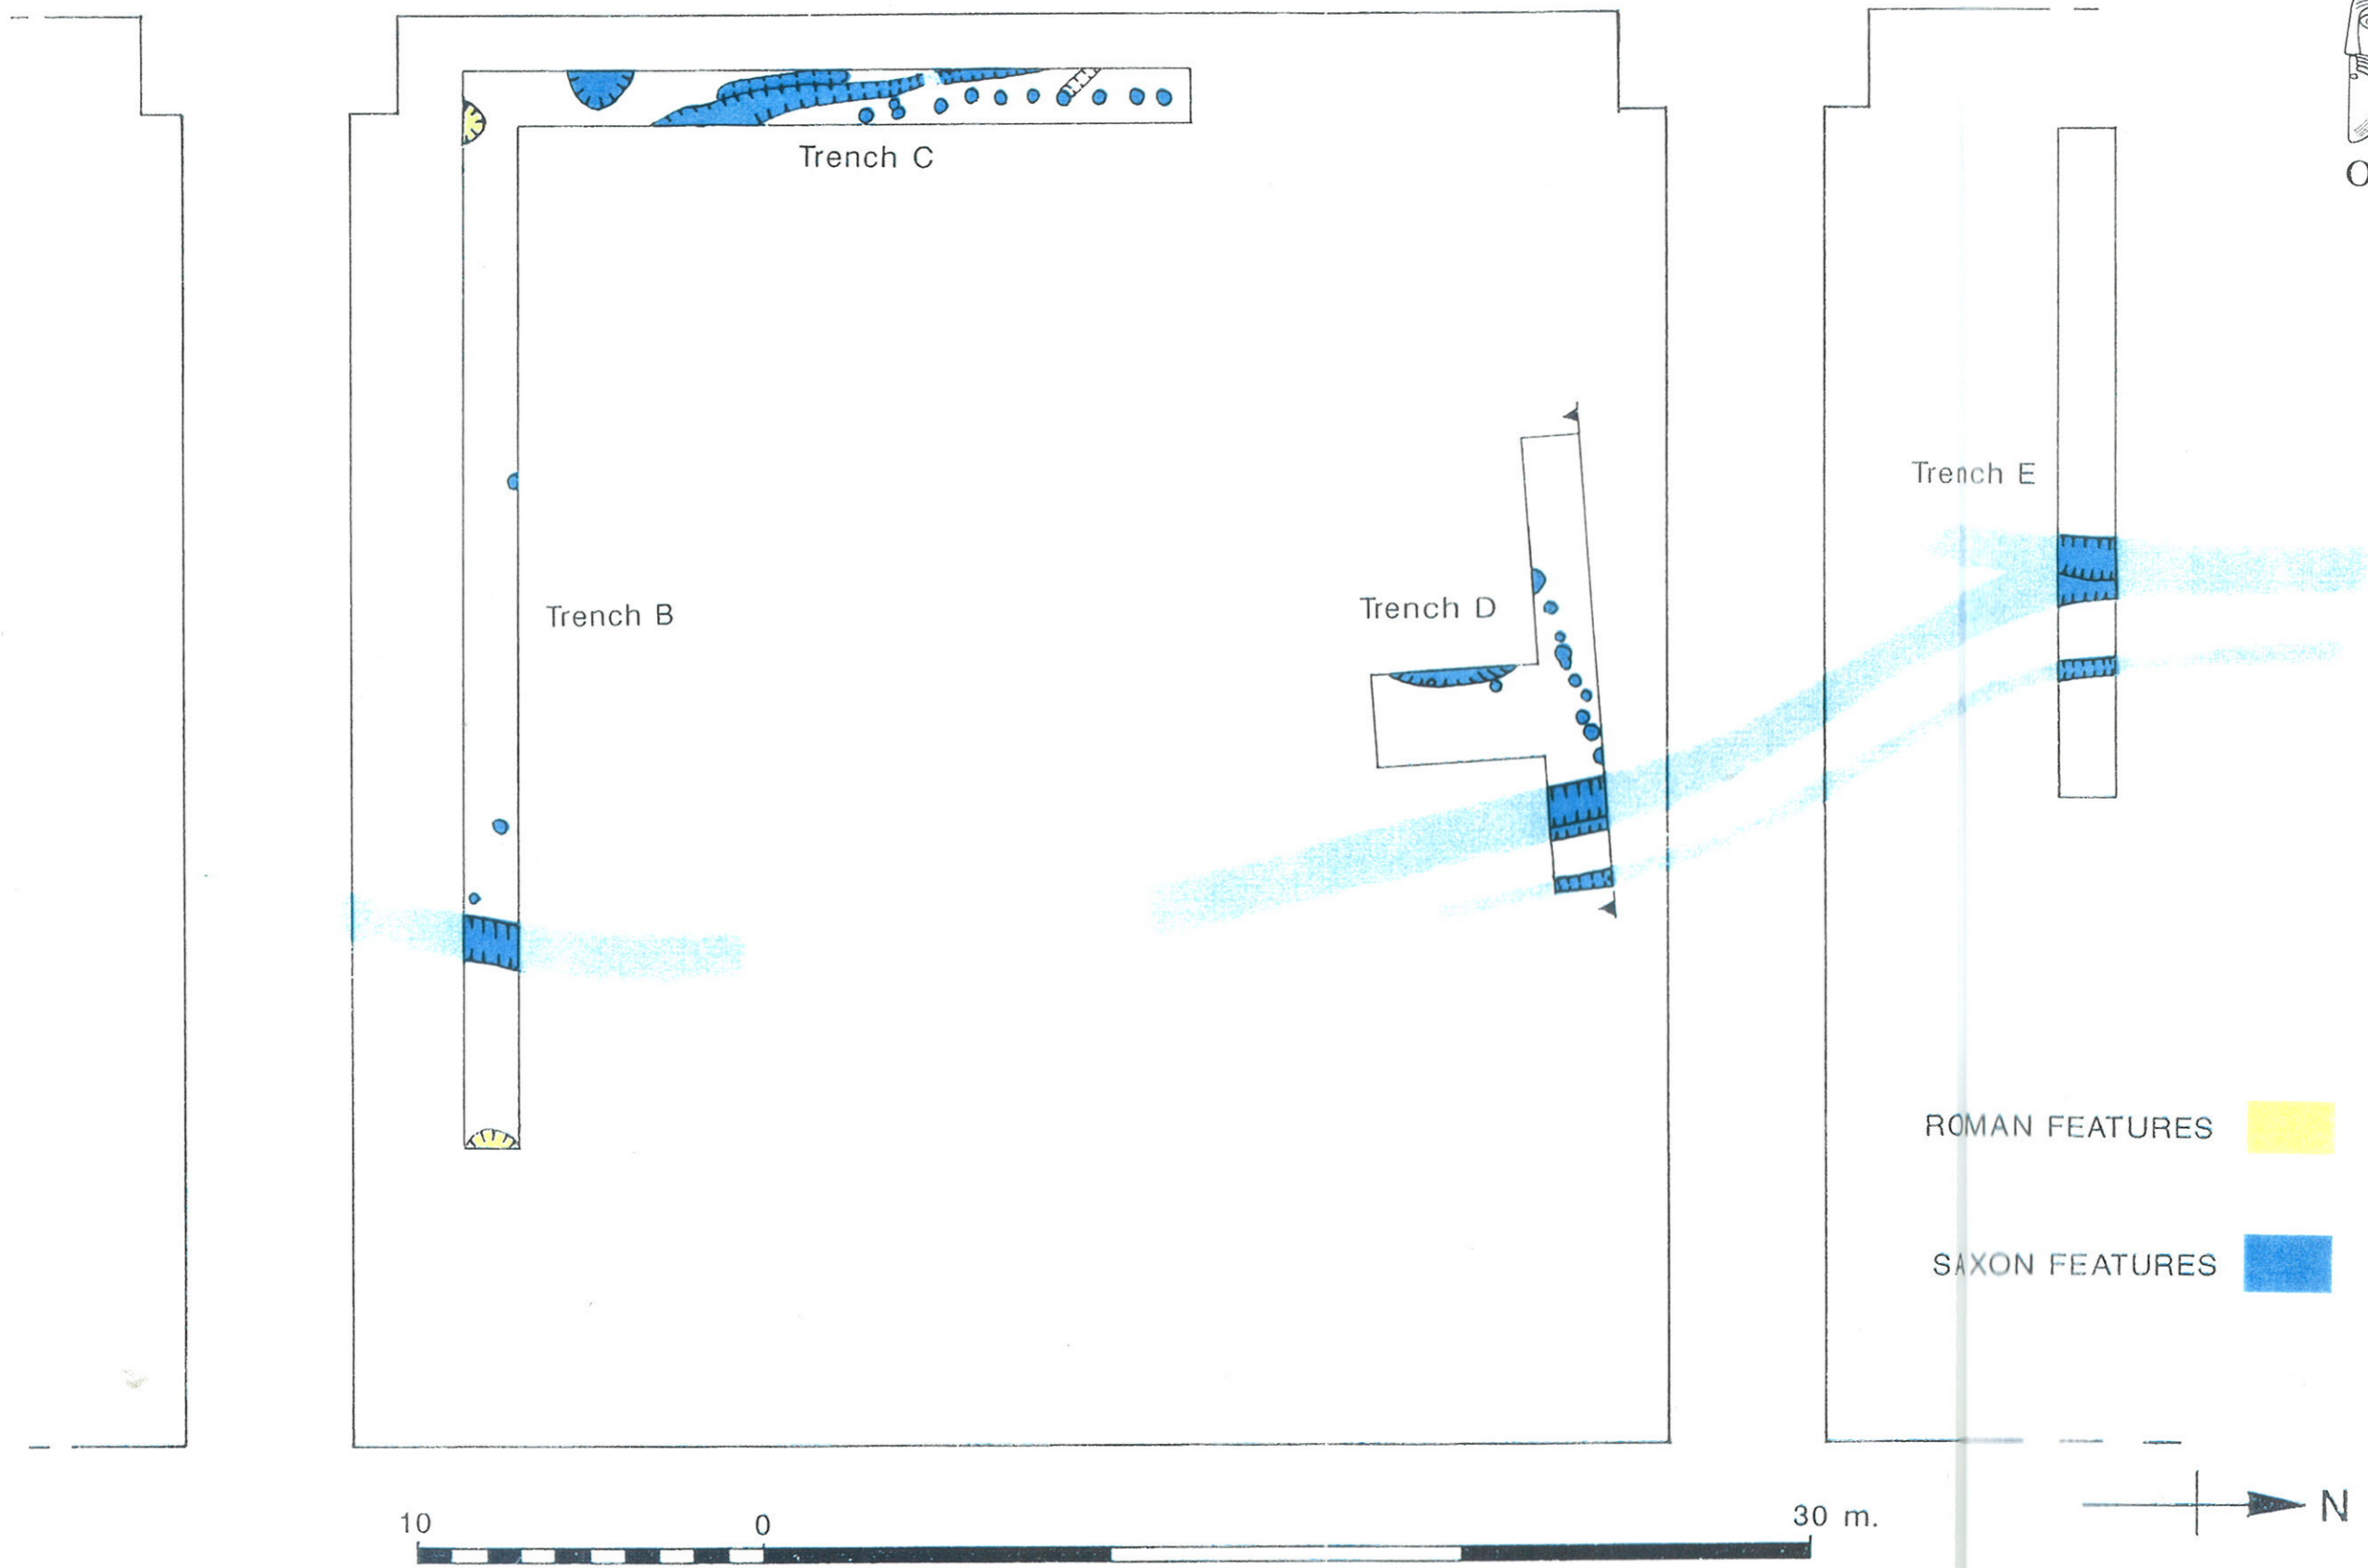 Trench C
Trench E
Trench B
Trench D
ROMAN FEATURES
SAXON FEATURES
10 0 30 m.
N